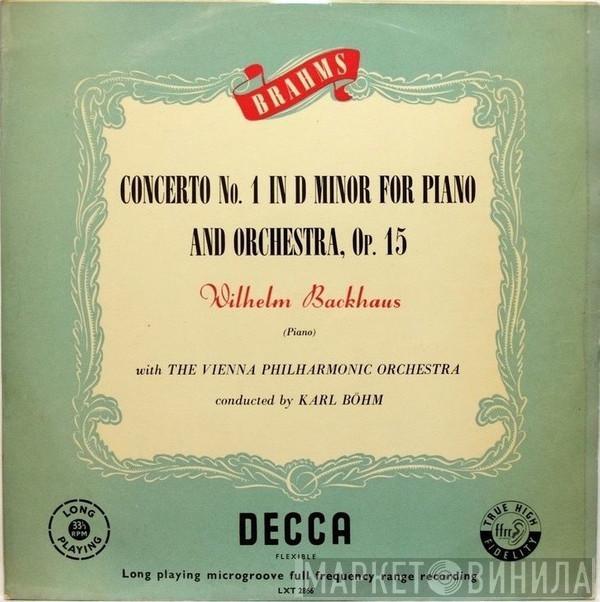 BRAHMS
CONCERTO No. 1 IN D MINOR FOR PIANO
AND ORCHESTRA, Op. 15
Wilhelm Backhaus
(Piano)
with THE VIENNA PHILHARMONIC ORCHESTRA
conducted by KARL BÖHM
LONG
33⅓
RPM
PLAYING
DECCA
FLEXIBLE
TRUE HIGH
ffrr
FIDELITY
Long playing microgroove full frequency range recording
LXT 2866
МАРКЕТ ВИНИЛА